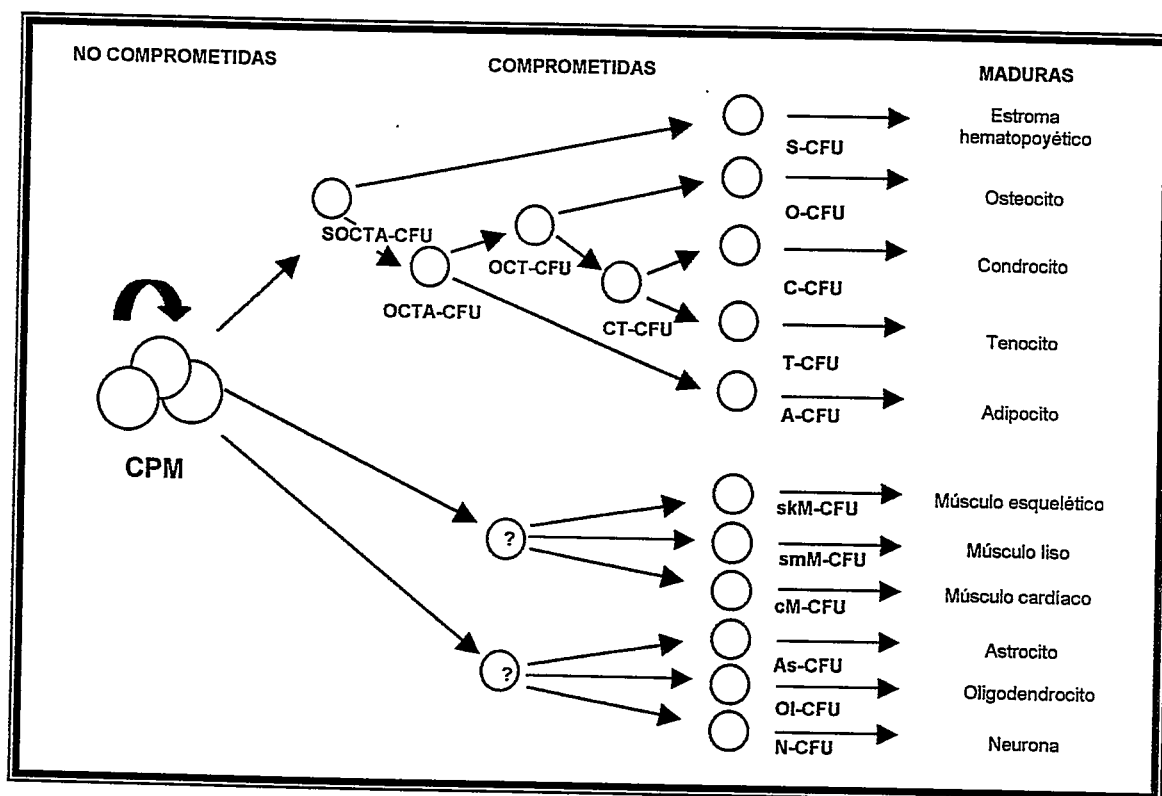 NO COMPROMETIDAS
COMPROMETIDAS
MADURAS
S-CFU
Estroma
hematopoyético
SOCTA-CFU
O-CFU
Osteocito
OCT-CFU
C-CFU
Condrocito
OCTA-CFU
CT-CFU
T-CFU
Tenocito
A-CFU
Adipocito
CPM
skM-CFU
Músculo esquelético
?
smM-CFU
Músculo liso
cM-CFU
Músculo cardíaco
?
As-CFU
Astrocito
Ol-CFU
Oligodendrocito
N-CFU
Neurona